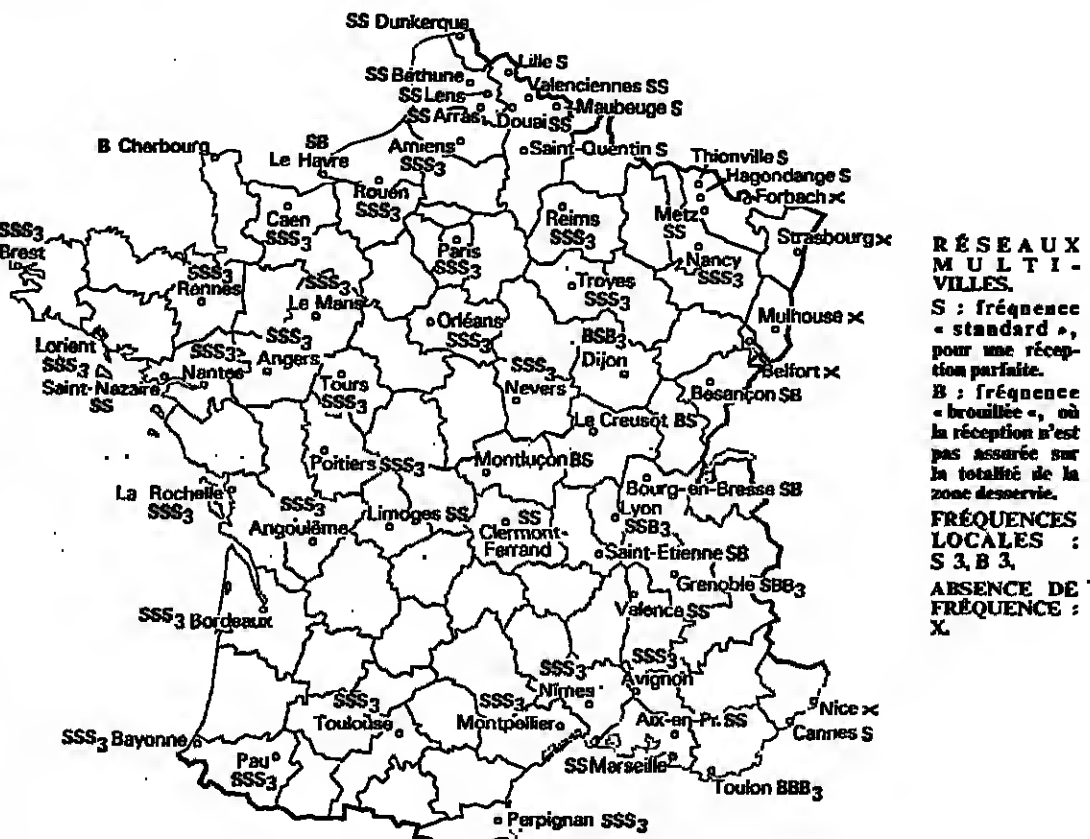 SS Dunkerque
Lille S
SS Béthune
Valenciennes SS
SS Lens
Maubeuge S
SS Arras
Douai SS
B Cherbourg
SB
Le Havre
Amiens
SSS3
Saint-Quentin S
Thionville S
Hagondange S
Forbach x
Rouen
SSS3
Caen
SSS3
Reims
SSS3
Metz
SS
Strasbourg x
SSS3
Brest
Paris
SSS3
Nancy
SSS3
SSS3
Rennes
SSS3
Le Mans
Troyes
SSS3
Mulhouse x
Orléans
SSS3
Lorient
SSS3
SSS3
Nantes
SSS3
Angers
BSB3
Dijon
Belfort x
Saint-Nazaire
SS
Tours
SSS3
SSS3
Nevers
Besançon SB
Le Creusot BS
Poitiers SSS3
Montluçon BS
Bourg-en-Bresse SB
La Rochelle
SSS3
SSS3
Angoulême
Limoges SS
SS
Clermont-
Ferrand
Lyon
SSB3
Saint-Etienne SB
Grenoble SBB3
Valence SS
SSS3 Bordeaux
SSS3
Nîmes
SSS3
Avignon
SSS3
Toulouse
SSS3
Montpellier
Aix-en-Pr. SS
Nice x
Cannes S
SSS3 Bayonne
Pau
SSS3
SS Marseille
Toulon BBB3
Perpignan SSS3
RÉSEAUX
MULTI-
VILLES.
S : fréquence
« standard »,
pour une récep-
tion parfaite.
B : fréquence
« brouillée «, où
la réception n'est
pas assurée sur
la totalité de la
zone desservie.
FRÉQUENCES
LOCALES :
S 3, B 3.
ABSENCE DE
FRÉQUENCE :
X.